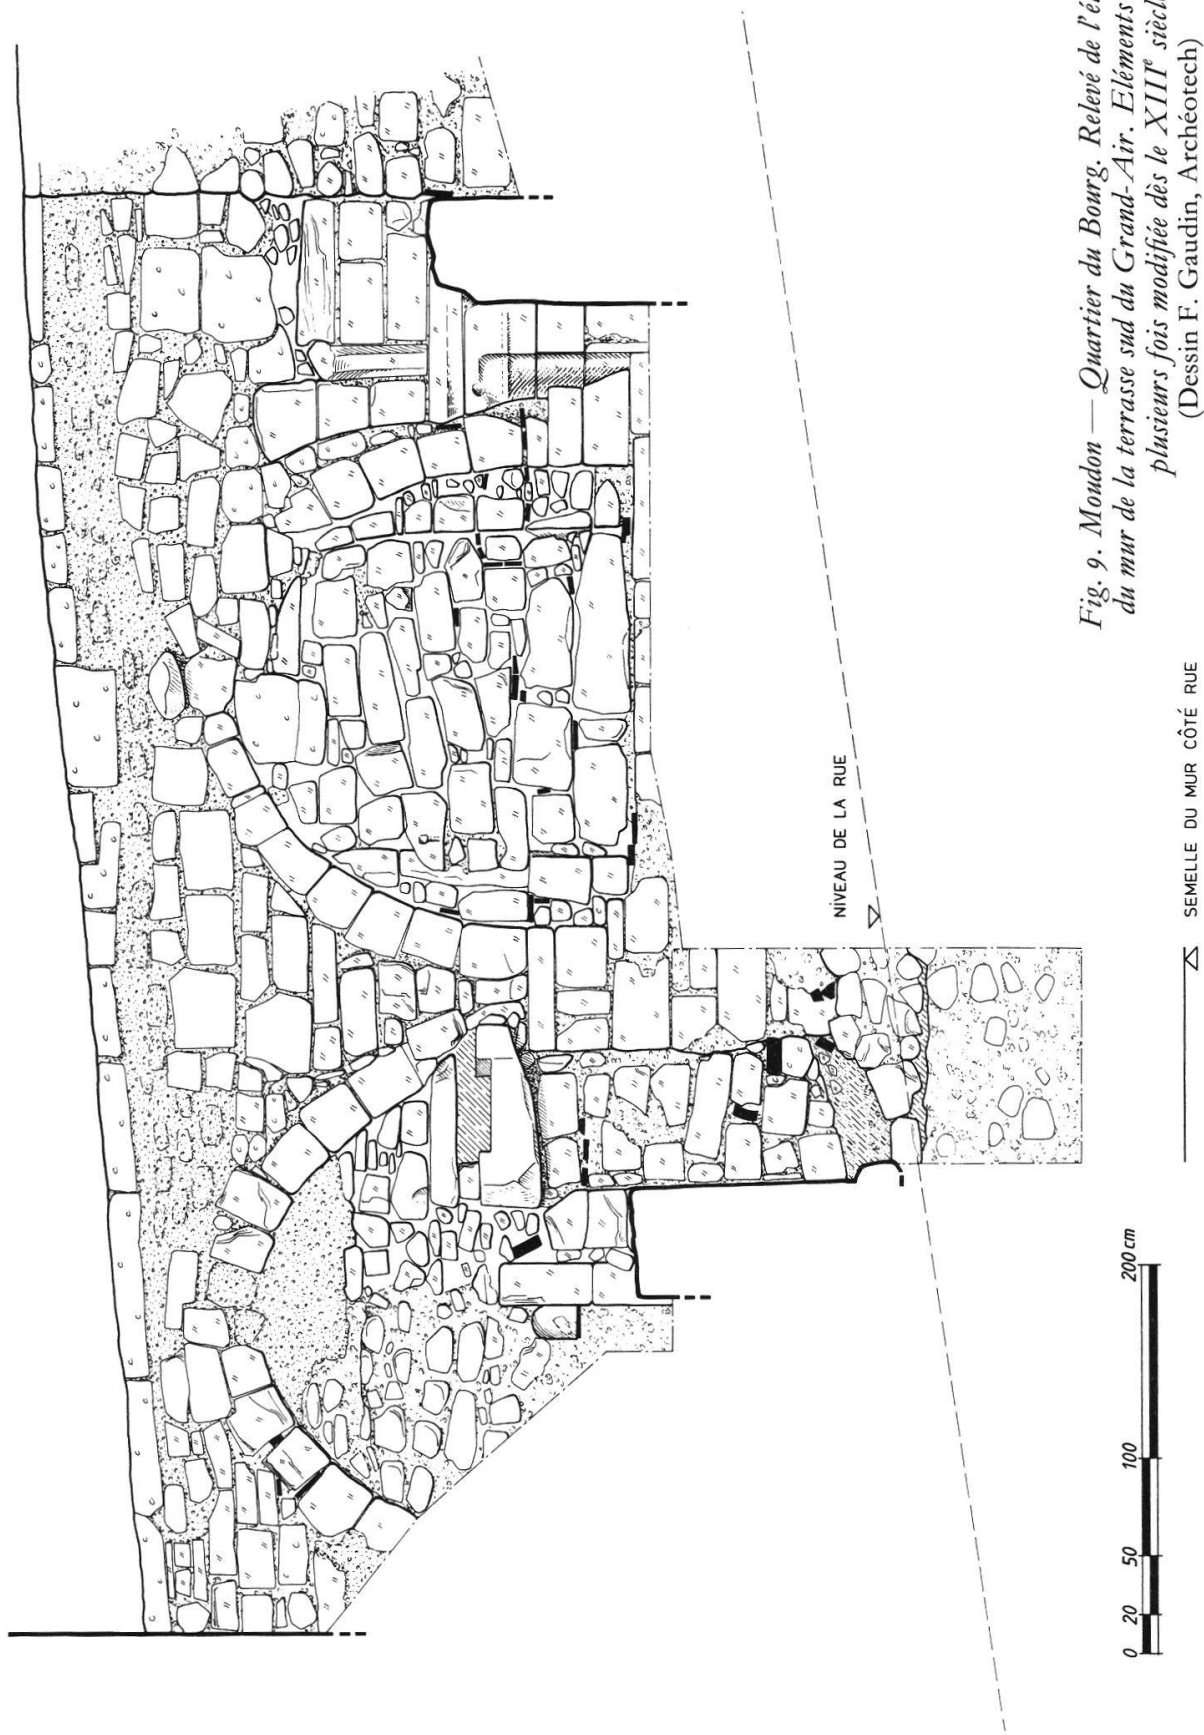 Fig. 9. Moudon — Quartier du Bourg. Relevé de l'él
du mur de la terrasse sud du Grand-Air. Eléments
plusieurs fois modifiée dès le XIIIe siècl
(Dessin F. Gaudin, Archéotech)
NIVEAU DE LA RUE
SEMELLE DU MUR CÔTÉ RUE
0 20 50 100 200 cm